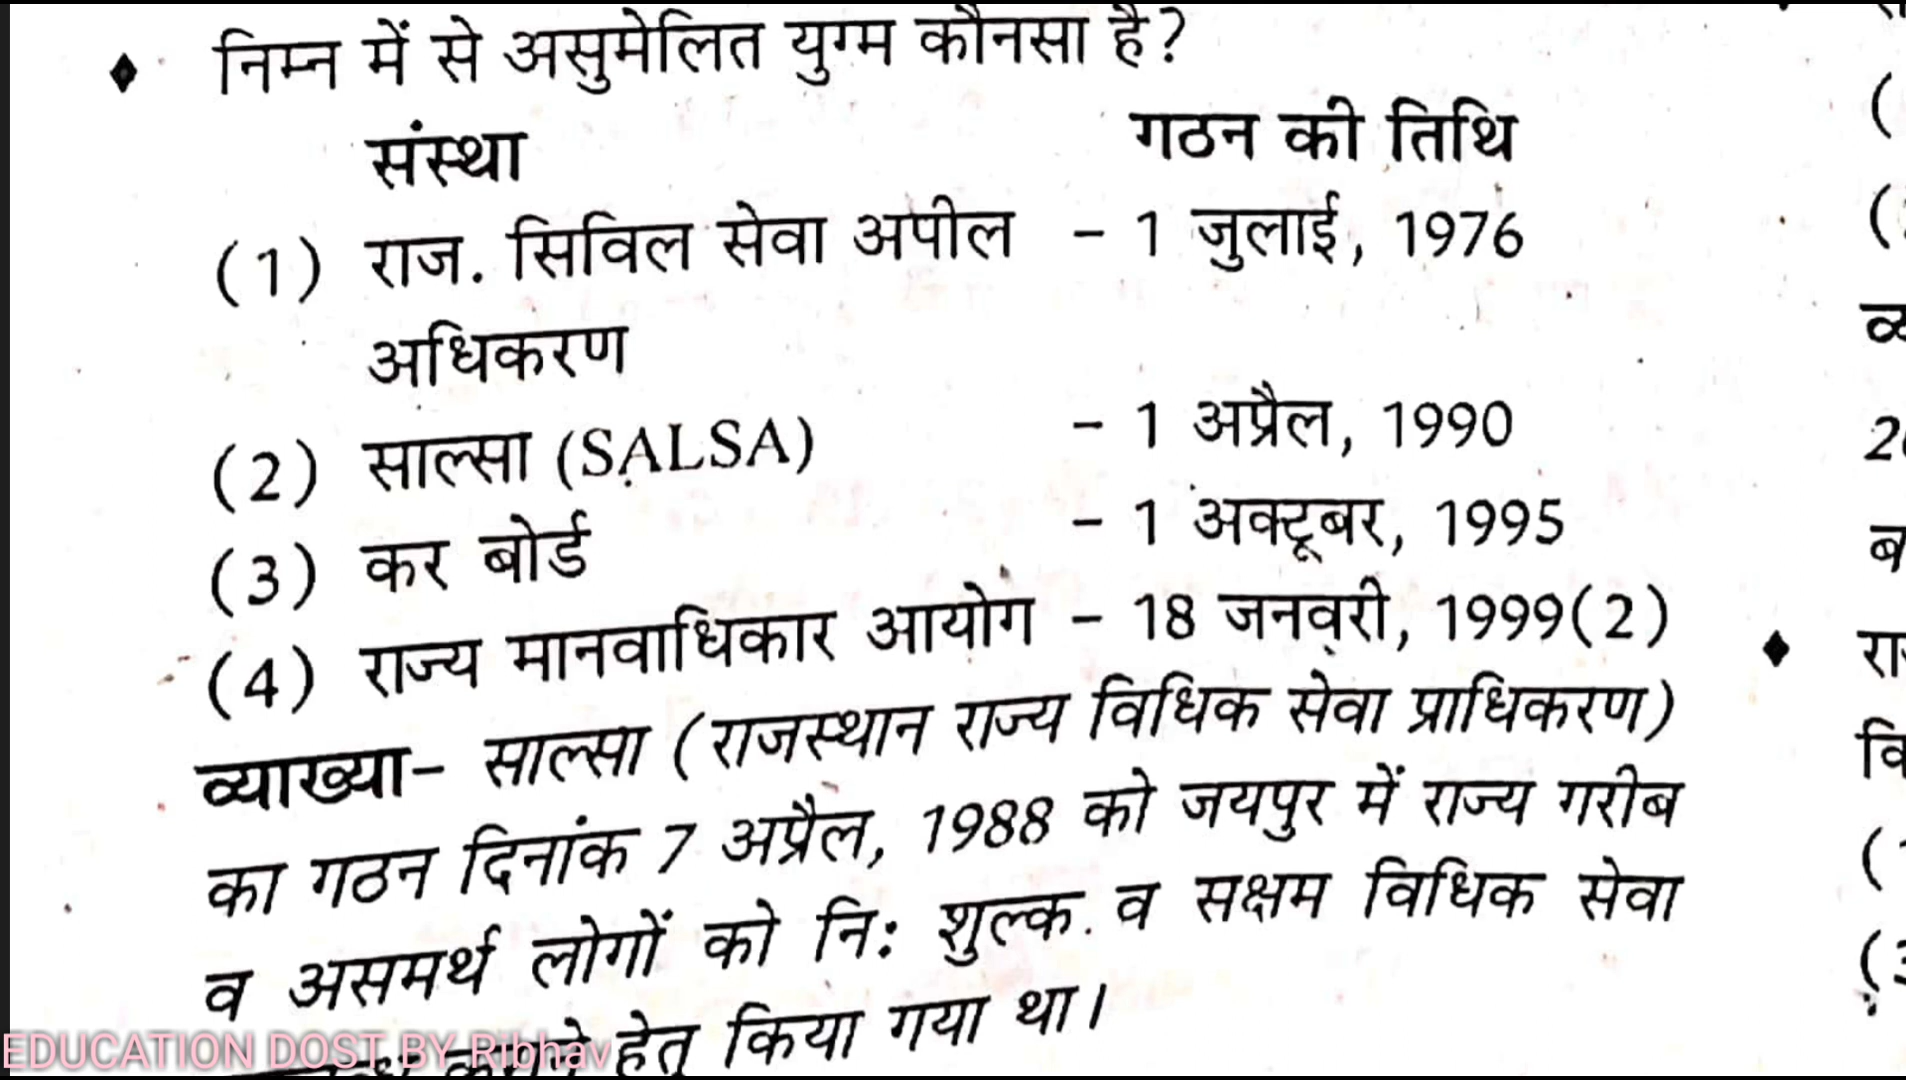 ♦ निम्न में से असुमेलित युग्म कौनसा है?
संस्था गठन की तिथि
(1) राज. सिविल सेवा अपील – 1 जुलाई, 1976
अधिकरण
(2) साल्सा (SALSA) – 1 अप्रैल, 1990
(3) कर बोर्ड – 1 अक्टूबर, 1995
(4) राज्य मानवाधिकार आयोग – 18 जनवरी, 1999(2)
व्याख्या– साल्सा (राजस्थान राज्य विधिक सेवा प्राधिकरण)
का गठन दिनांक 7 अप्रैल, 1988 को जयपुर में राज्य गरीब
व असमर्थ लोगों को नि: शुल्क व सक्षम विधिक सेवा
हेतु किया गया था।
EDUCATION DOST BY Ribhav